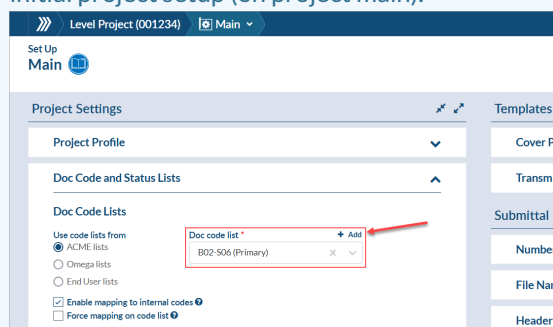 Initial project setup (on project main).
Level Project (001234) Main
Set Up
Main
Project Settings
Project Profile
Doc Code and Status Lists
Doc Code Lists
Use code lists from
ACME lists
Omega lists
End User lists
Doc code list * + Add
B02-S06 (Primary)
Enable mapping to internal codes
Force mapping on code list
Templates
Cover P
Transm
Submittal
Number
File Nar
Header